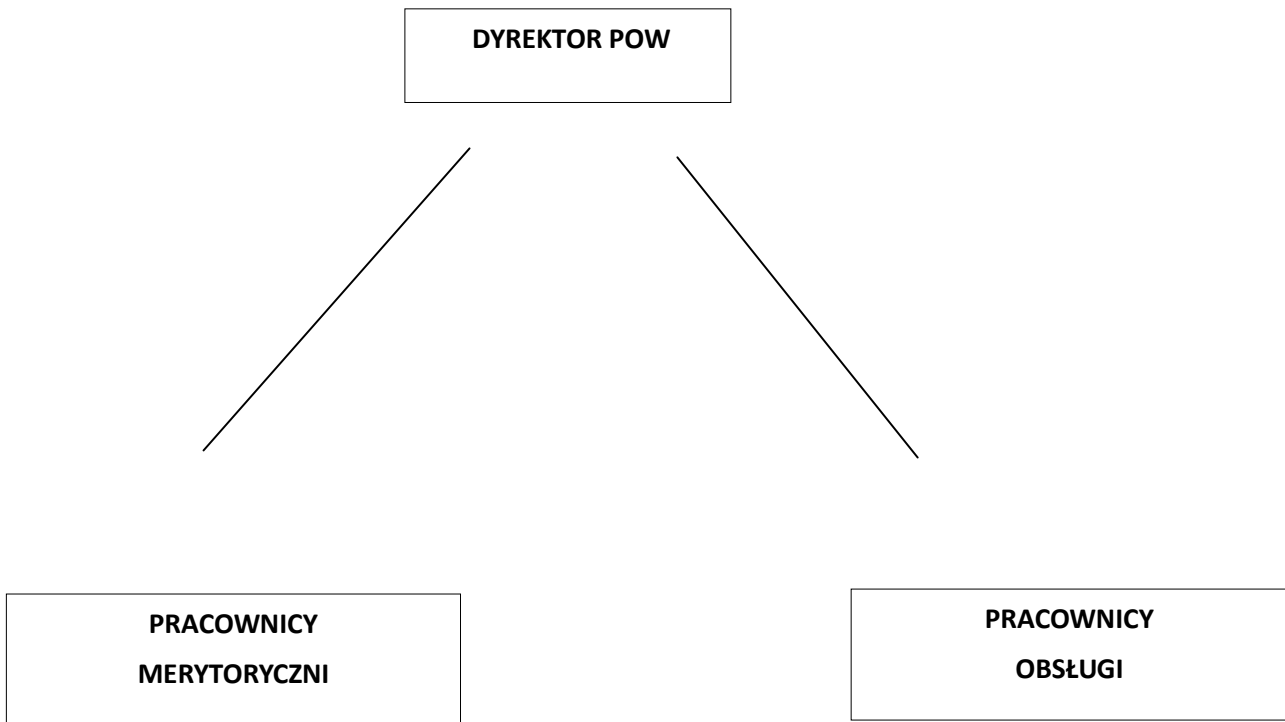 DYREKTOR POW
PRACOWNICY
MERYTORYCZNI
PRACOWNICY
OBSŁUGI